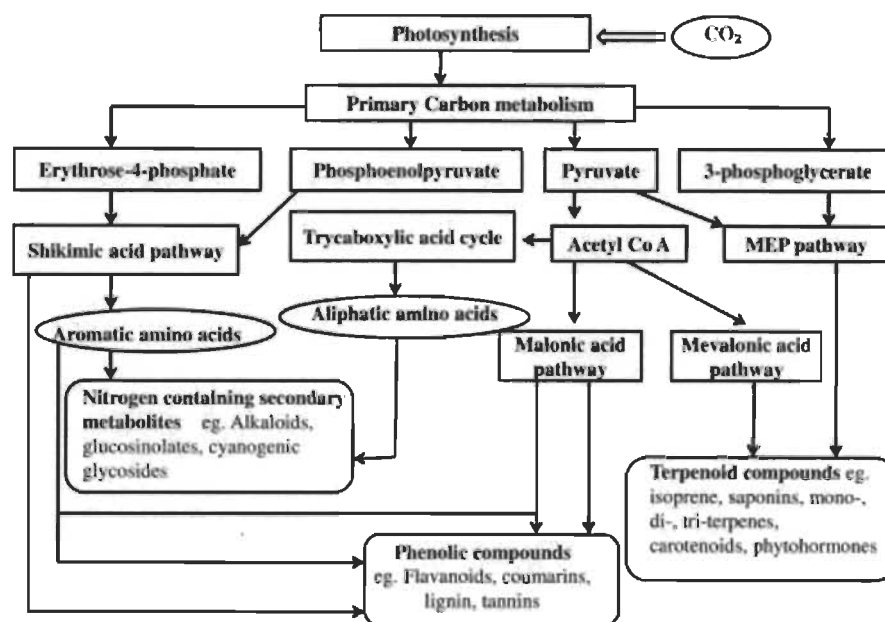 Photosynthesis
CO₂
Primary Carbon metabolism
Erythrose-4-phosphate
Phosphoenolpyruvate
Pyruvate
3-phosphoglycerate
Shikimic acid pathway
Trycaboxylic acid cycle
Acetyl Co A
MEP pathway
Aromatic amino acids
Aliphatic amino acids
Malonic acid
pathway
Mevalonic acid
pathway
Nitrogen containing secondary
metabolites eg. Alkaloids,
glucosinolates, cyanogenic
glycosides
Terpenoid compounds eg.
isoprene, saponins, mono-,
di-, tri-terpenes,
carotenoids, phytohormones
Phenolic compounds
eg. Flavanoids, coumarins,
lignin, tannins